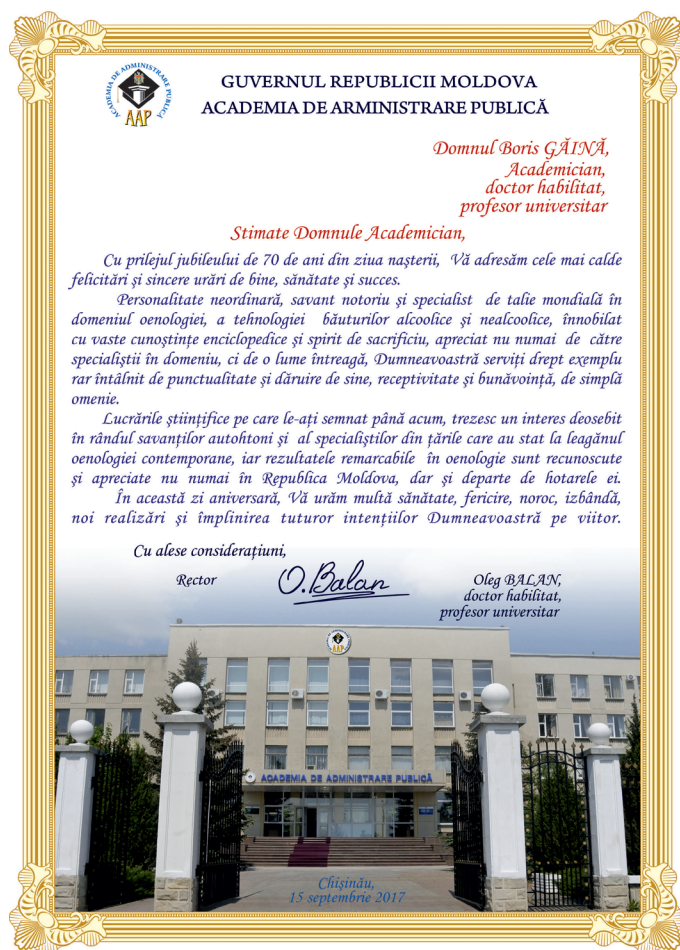 ACADEMIA DE ADMINISTRARE PUBLICĂ
AAP
GUVERNUL REPUBLICII MOLDOVA
ACADEMIA DE ARMINISTRARE PUBLICĂ
Domnul Boris GĂINĂ,
Academician,
doctor habilitat,
profesor universitar
Stimate Domnule Academician,
Cu prilejul jubileului de 70 de ani din ziua nașterii, Vă adresăm cele mai calde
felicitări și sincere urări de bine, sănătate și succes.
Personalitate neordinară, savant notoriu și specialist de talie mondială în
domeniul oenologiei, a tehnologiei băuturilor alcoolice și nealcoolice, înnobilat
cu vaste cunoștințe enciclopedice și spirit de sacrificiu, apreciat nu numai de către
specialiștii în domeniu, ci de o lume întreagă, Dumneavoastră serviți drept exemplu
rar întâlnit de punctualitate și dăruire de sine, receptivitate și bunăvoință, de simplă
omenie.
Lucrările științifice pe care le-ați semnat până acum, trezesc un interes deosebit
în rândul savanților autohtoni și al specialiștilor din țările care au stat la leagănul
oenologiei contemporane, iar rezultatele remarcabile în oenologie sunt recunoscute
și apreciate nu numai în Republica Moldova, dar și departe de hotarele ei.
În această zi aniversară, Vă urăm multă sănătate, fericire, noroc, izbândă,
noi realizări și împlinirea tuturor intențiilor Dumneavoastră pe viitor.
Cu alese considerațiuni,
Rector
O.Balan
Oleg BALAN,
doctor habilitat,
profesor universitar
AAP
ACADEMIA DE ADMINISTRARE PUBLICĂ
Chișinău,
15 septembrie 2017